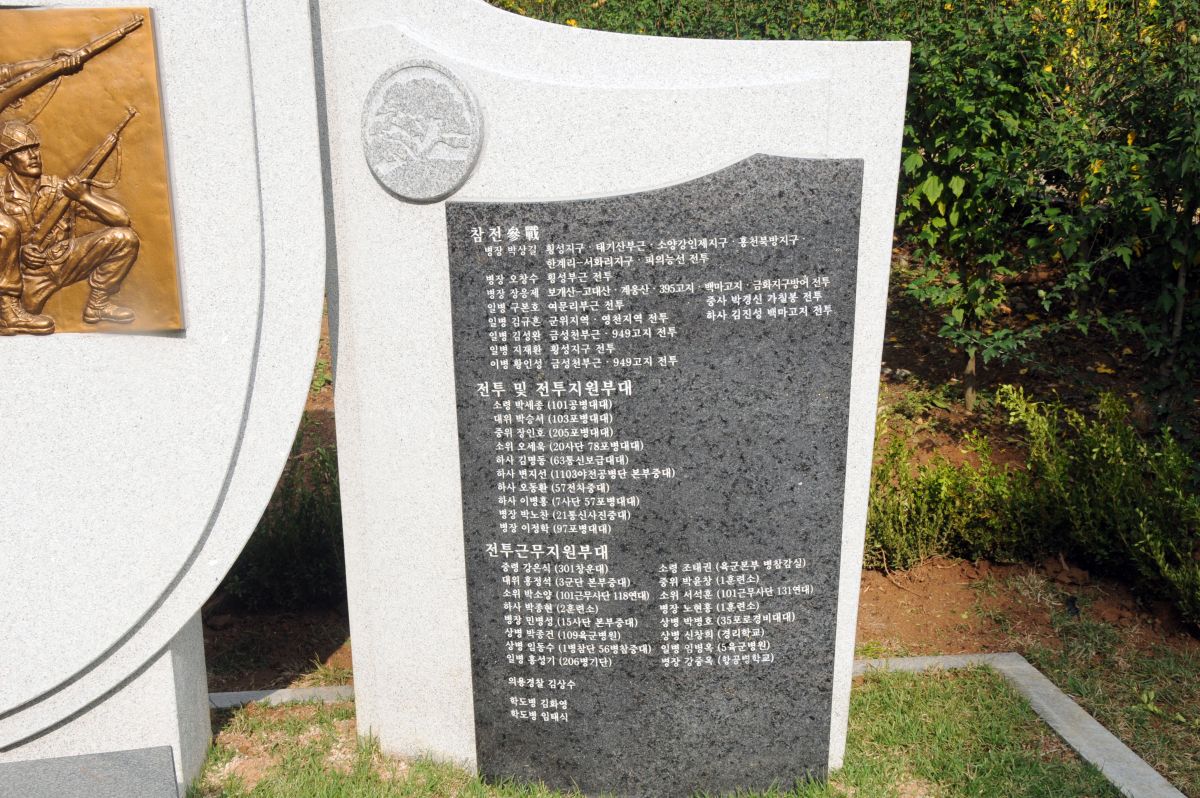 참전參戰
병장 박상길 횡성지구 · 태기산부근 · 소양강인제지구 · 홍천북방지구 ·
한계리-서화리지구 · 피의능선 전투
병장 오창수 횡성부근 전투
병장 장응재 보개산-고대산 · 계웅산 · 395고지 · 백마고지 · 금화지구방어 전투
일병 구본호 여문리부근 전투
중사 박경신 가칠봉 전투
일병 김규흔 군위지역 · 영천지역 전투
하사 김진성 백마고지 전투
일병 김성완 금성천부근 · 949고지 전투
일병 지재환 횡성지구 전투
이병 황인성 금성천부근 · 949고지 전투
전투 및 전투지원부대
소령 박세종 (101공병대대)
대위 박승서 (103포병대대)
중위 장인호 (205포병대대)
소위 오세욱 (20사단 78포병대대)
하사 김명동 (63통신보급대대)
하사 변지선 (1103야전공병단 본부중대)
하사 오동환 (57전차중대)
하사 이병흥 (7사단 57포병대대)
병장 박노찬 (21통신사진중대)
병장 이정학 (97포병대대)
전투근무지원부대
중령 강은식 (301창운대)
대위 홍정석 (3군단 본부중대)
소위 박소양 (101근무사단 118연대)
하사 박종현 (2훈련소)
병장 민병성 (15사단 본부중대)
상병 박종건 (109육군병원)
상병 임동수 (1병참단 56병참중대)
일병 홍성기 (206병기단)
소령 조태권 (육군본부 병참감실)
중위 박윤창 (1훈련소)
소위 서석훈 (101근무사단 131연대)
병장 노현홍 (1훈련소)
상병 박병호 (35포로경비대대)
상병 신창희 (경리학교)
일병 임병옥 (5육군병원)
병장 강중옥 (항공령학교)
의용경찰 김상수
학도병 김화영
학도병 임태식